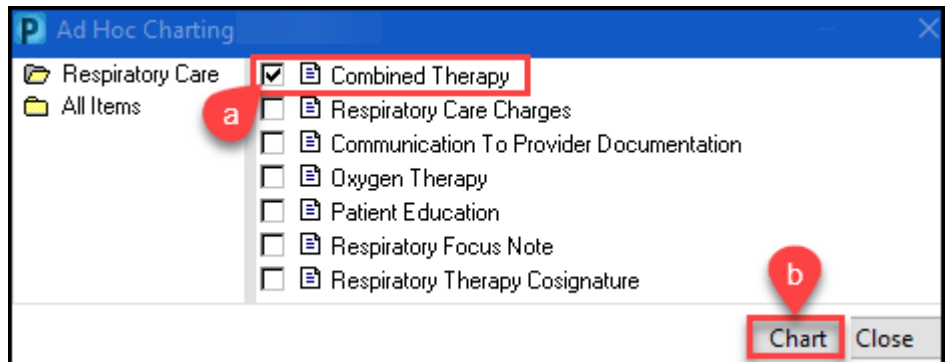 P Ad Hoc Charting
Respiratory Care
All Items
Combined Therapy
Respiratory Care Charges
Communication To Provider Documentation
Oxygen Therapy
Patient Education
Respiratory Focus Note
Respiratory Therapy Cosignature
a
b
Chart Close